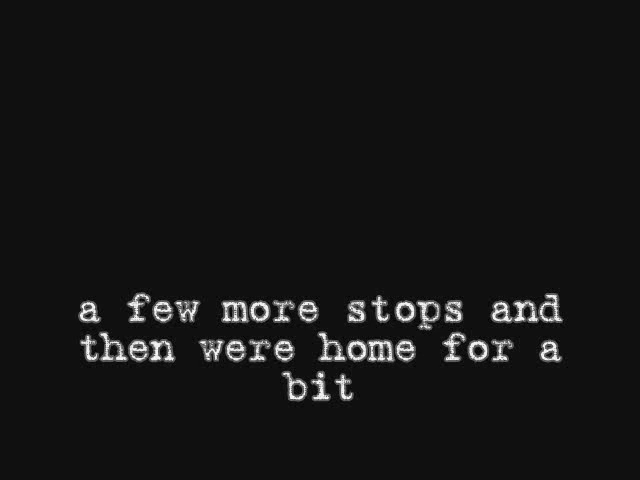 a few more stops and
then were home for a
bit